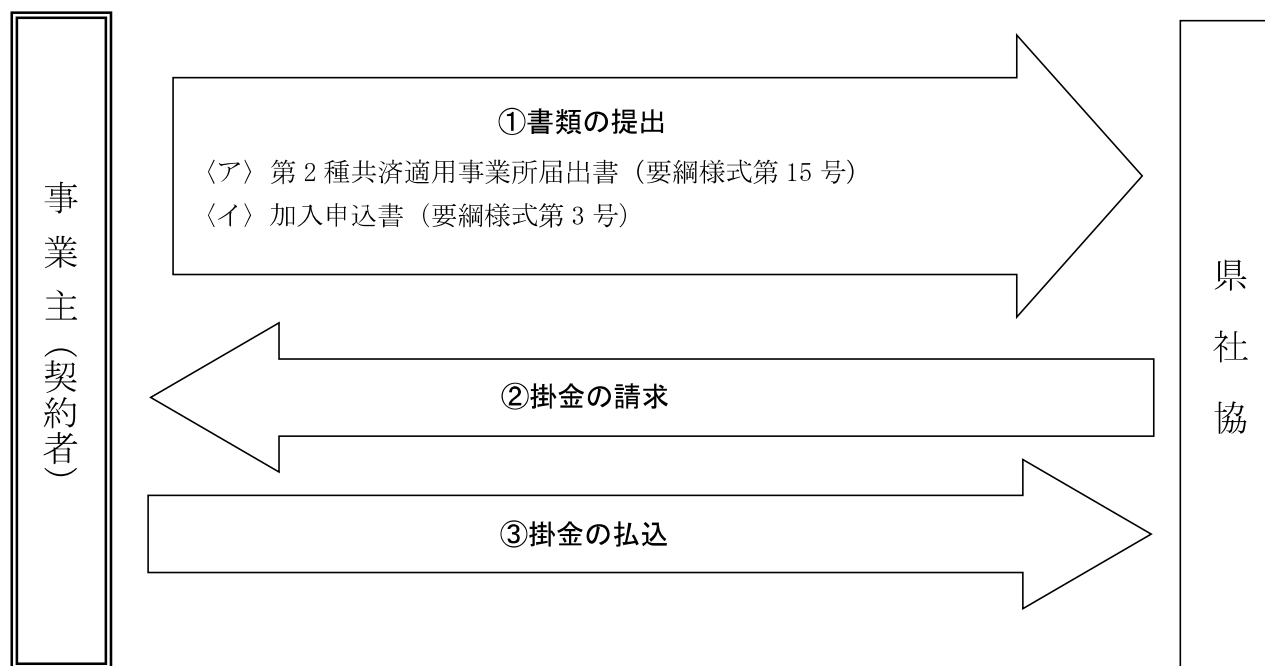 事業主（契約者）
①書類の提出
〈ア〉第2種共済適用事業所届出書（要綱様式第15号）
〈イ〉加入申込書（要綱様式第3号）
②掛金の請求
③掛金の払込
県社協